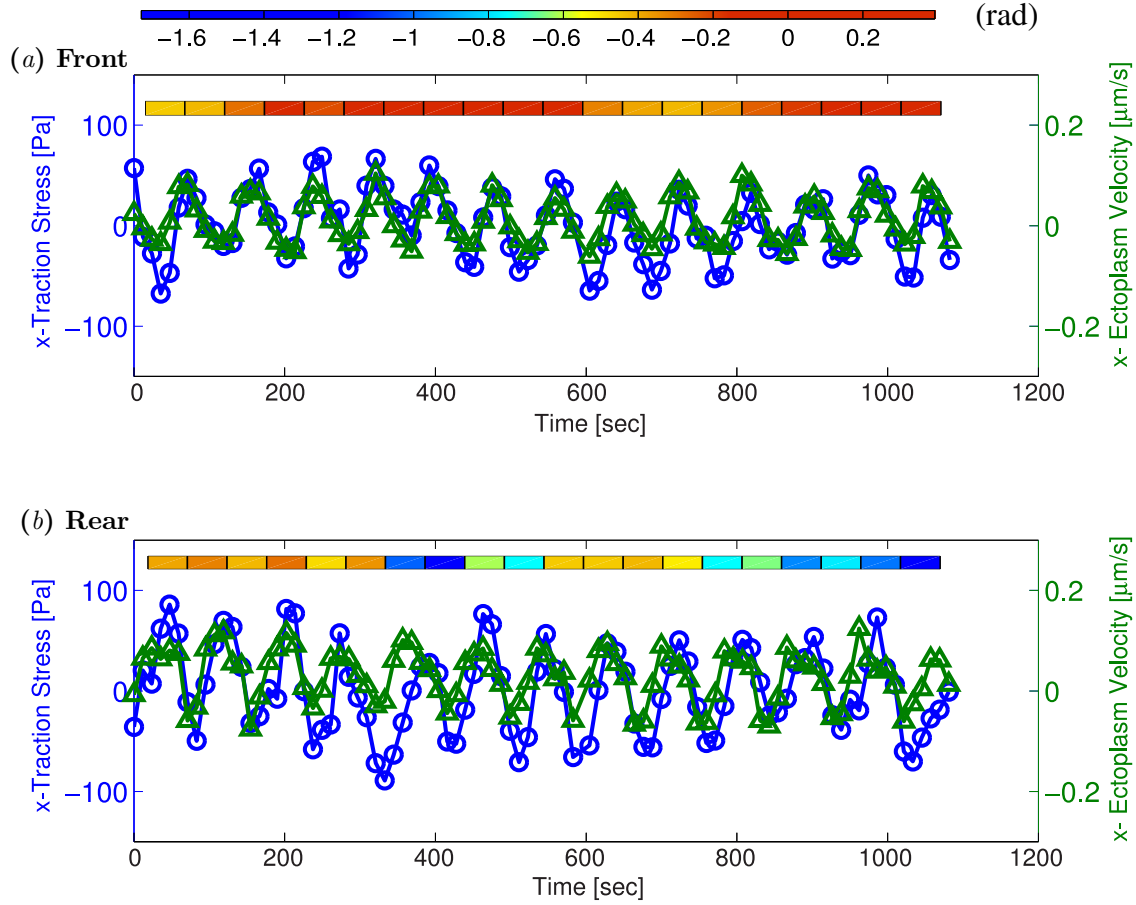 (rad)
−1.6 −1.4 −1.2 −1 −0.8 −0.6 −0.4 −0.2 0 0.2
(a) Front
x-Traction Stress [Pa]
100
0
−100
x- Ectoplasm Velocity [μm/s]
0.2
0
−0.2
0 200 400 600 800 1000 1200
Time [sec]
(b) Rear
x-Traction Stress [Pa]
100
0
−100
x- Ectoplasm Velocity [μm/s]
0.2
0
−0.2
0 200 400 600 800 1000 1200
Time [sec]